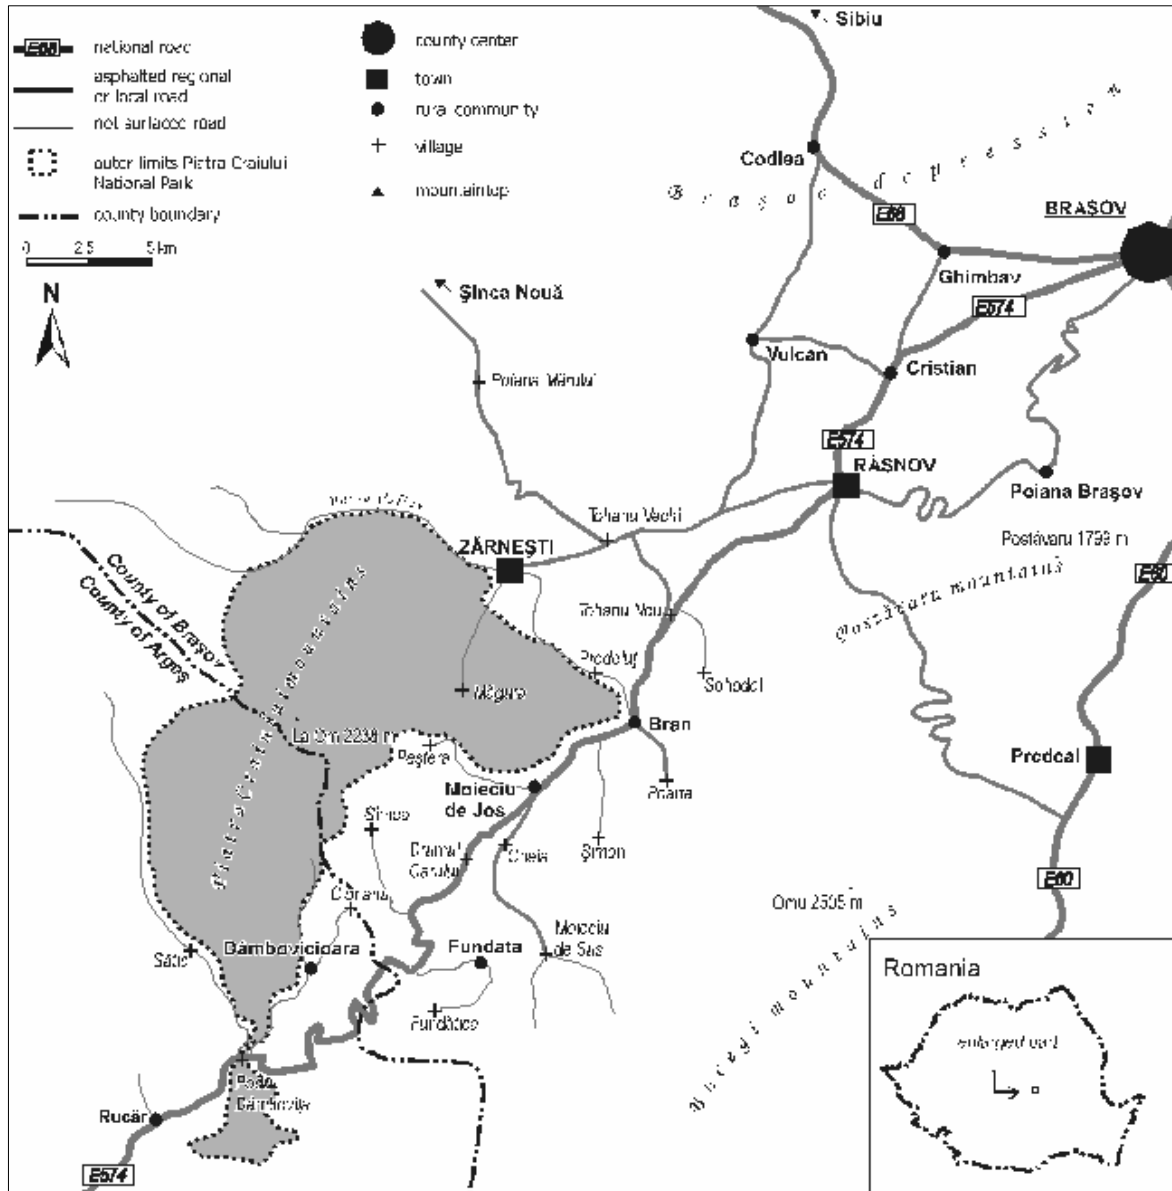 E68
national road
asphalted regional
or local road
not surfaced road
outer limits Piatra Craiului
National Park
county boundary
0 2.5 5 km
N
county center
town
rural community
village
mountaintop
Sibiu
Codlea
Braşov depression
E68
BRAŞOV
Ghimbav
E574
Şinca Nouă
Vulcan
Cristian
Poiana Mărului
E574
RÂŞNOV
Poiana Braşov
Tohanu Vechi
Postăvaru 1799 m
ZĂRNEŞTI
E60
Postăvaru mountains
County of Braşov
County of Argeş
Tohanu Nou
Predeluţ
Sohodol
Măgura
Piatra Craiului mountains
La Om 2238 m
Bran
Peştera
Predeal
Moieciu
de Jos
Poarta
Şirnea
Cheia
Şimon
Drumul
Carului
E60
Ciocanu
Omu 2505 m
Dâmbovicioara
Fundata
Moieciu
de Sus
Sătic
Bucegi mountains
Fundăţica
Romania
enlarged part
Podu
Dâmboviţei
Rucăr
E574